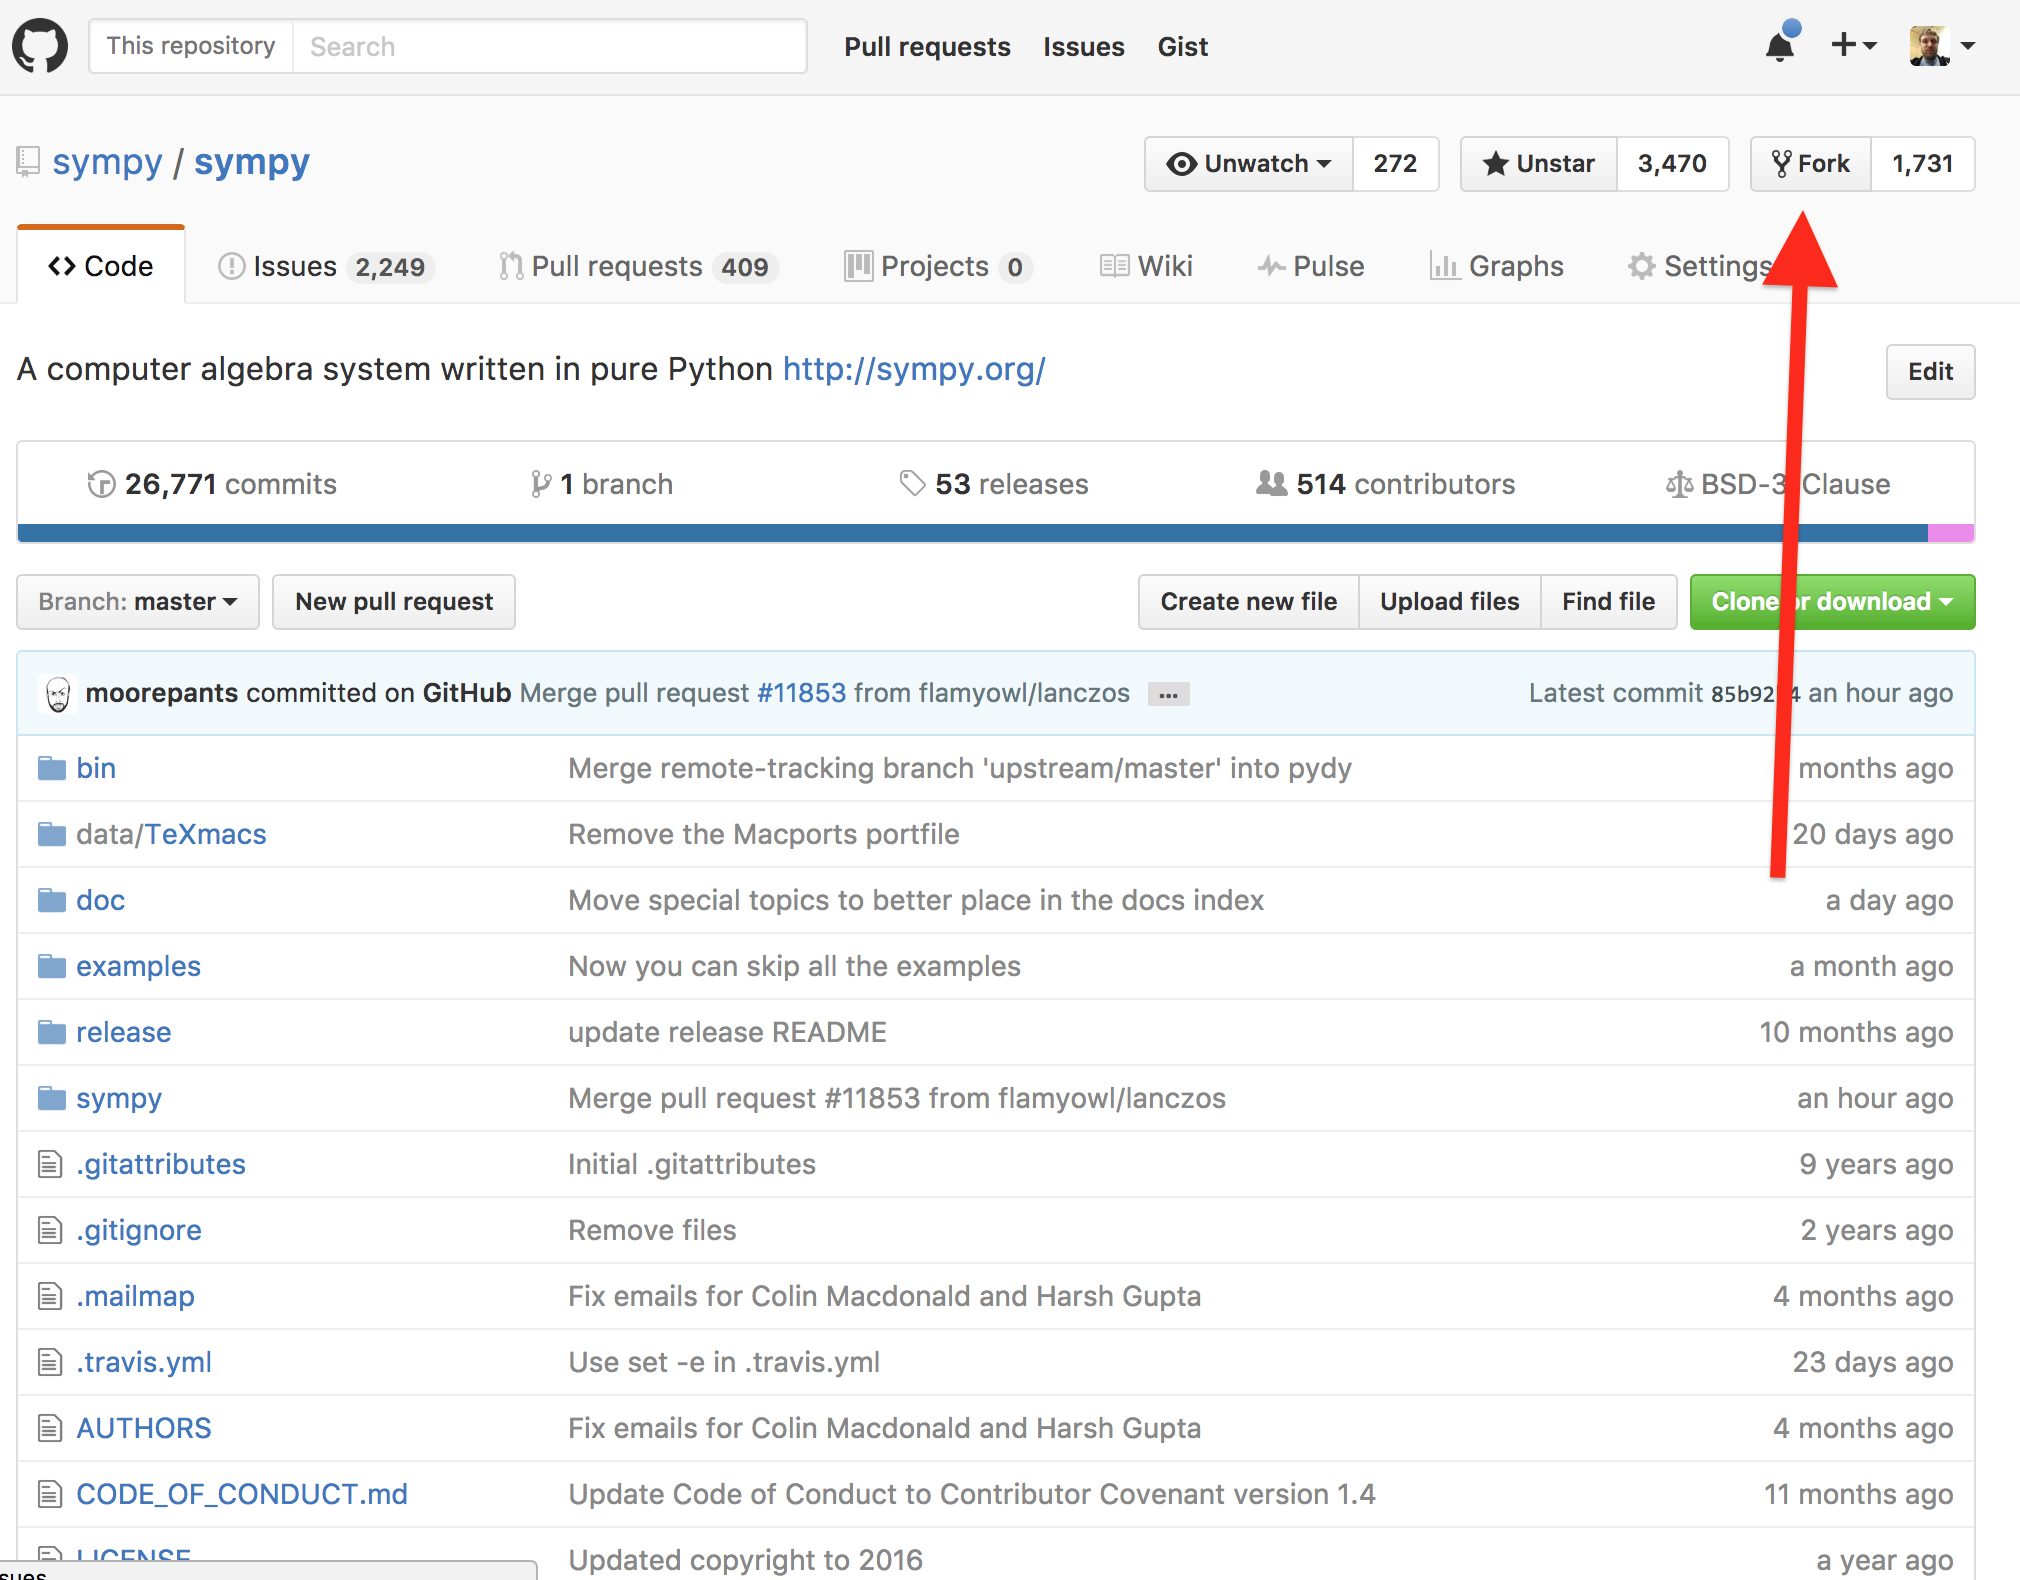 This repository Search Pull requests Issues Gist
sympy / sympy Unwatch 272 Unstar 3,470 Fork 1,731
Code Issues 2,249 Pull requests 409 Projects 0 Wiki Pulse Graphs Settings
A computer algebra system written in pure Python http://sympy.org/ Edit
26,771 commits 1 branch 53 releases 514 contributors BSD-3 Clause
Branch: master New pull request Create new file Upload files Find file Clone or download
moorepants committed on GitHub Merge pull request #11853 from flamyowl/lanczos ... Latest commit an hour ago
bin Merge remote-tracking branch 'upstream/master' into pydy months ago
data/TeXmacs Remove the Macports portfile 20 days ago
doc Move special topics to better place in the docs index a day ago
examples Now you can skip all the examples a month ago
release update release README 10 months ago
sympy Merge pull request #11853 from flamyowl/lanczos an hour ago
.gitattributes Initial .gitattributes 9 years ago
.gitignore Remove files 2 years ago
.mailmap Fix emails for Colin Macdonald and Harsh Gupta 4 months ago
.travis.yml Use set -e in .travis.yml 23 days ago
AUTHORS Fix emails for Colin Macdonald and Harsh Gupta 4 months ago
CODE_OF_CONDUCT.md Update Code of Conduct to Contributor Covenant version 1.4 11 months ago
LICENSE Updated copyright to 2016 a year ago